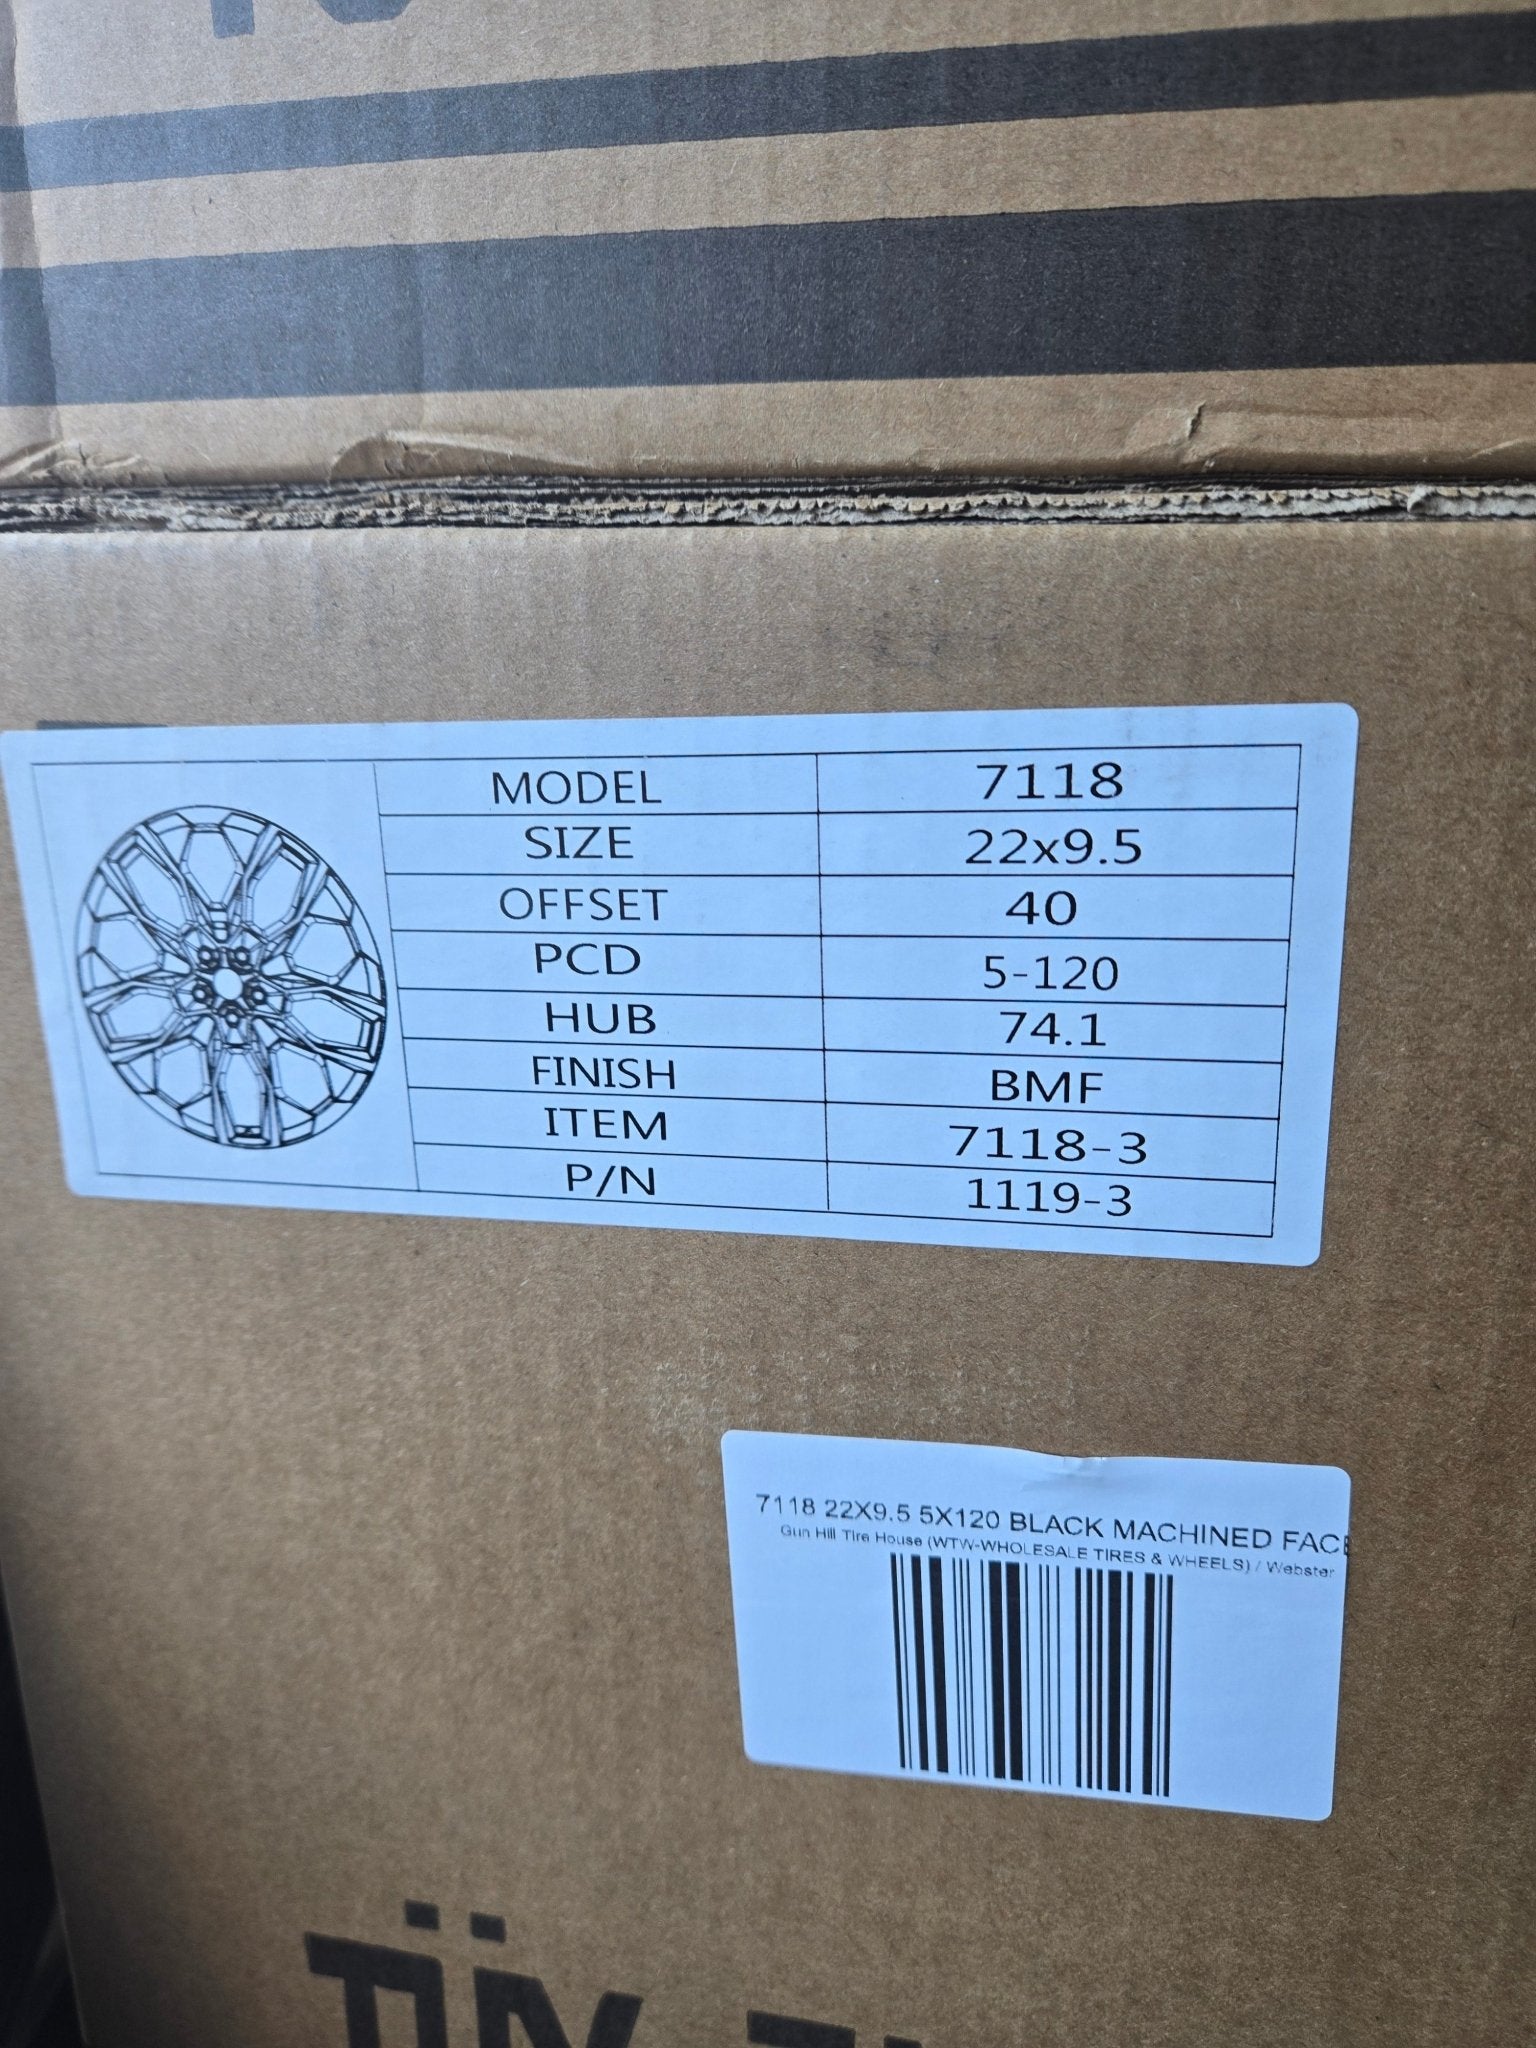 MODEL 7118
SIZE 22x9.5
OFFSET 40
PCD 5-120
HUB 74.1
FINISH BMF
ITEM 7118-3
P/N 1119-3
7118 22X9.5 5X120 BLACK MACHINED FACE
Gun Hill Tire House (WTW-WHOLESALE TIRES & WHEELS) / Webster